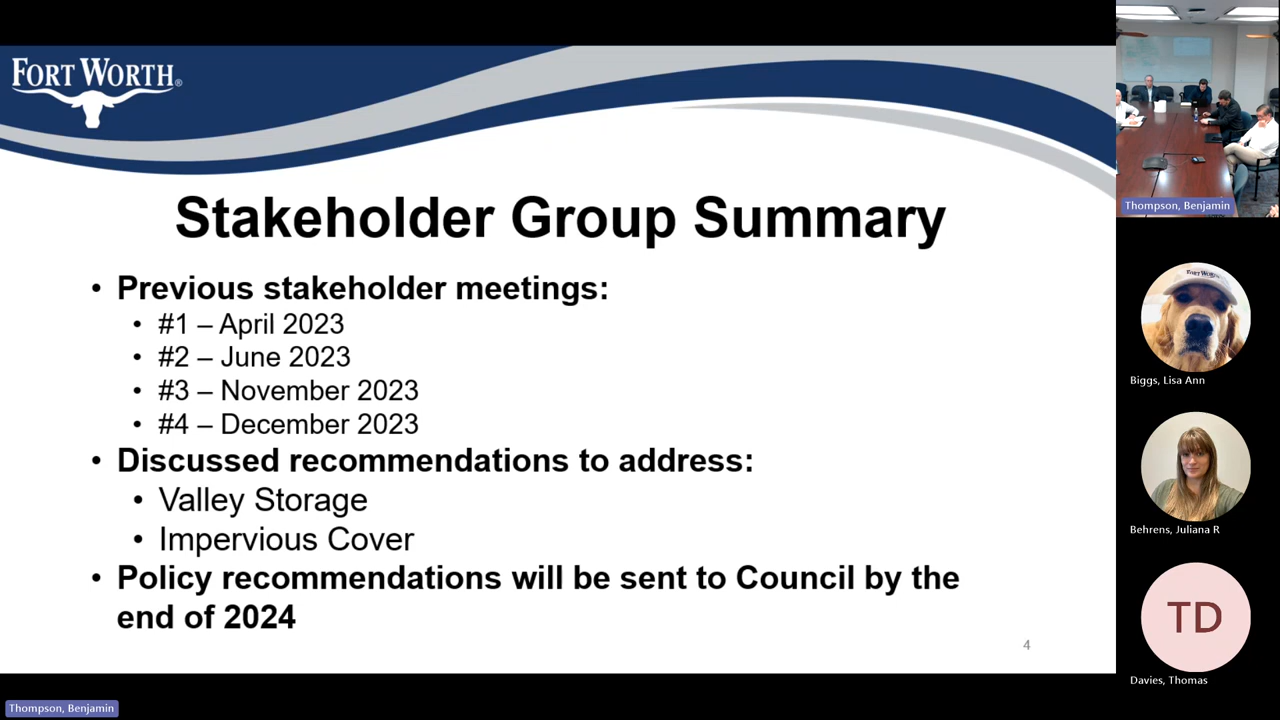 FORT WORTH®
Stakeholder Group Summary
• Previous stakeholder meetings:
• #1 – April 2023
• #2 – June 2023
• #3 – November 2023
• #4 – December 2023
• Discussed recommendations to address:
• Valley Storage
• Impervious Cover
• Policy recommendations will be sent to Council by the
end of 2024
4
Thompson, Benjamin
Thompson, Benjamin
FORT WORTH
Biggs, Lisa Ann
Behrens, Juliana R
TD
Davies, Thomas